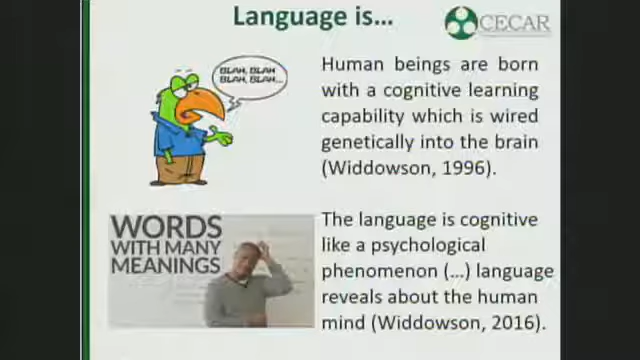 Language is...
CECAR
BLAH, BLAH
BLAH, BLAH...
Human beings are born
with a cognitive learning
capability which is wired
genetically into the brain
(Widdowson, 1996).
WORDS
WITH MANY
MEANINGS
The language is cognitive
like a psychological
phenomenon (...) language
reveals about the human
mind (Widdowson, 2016).